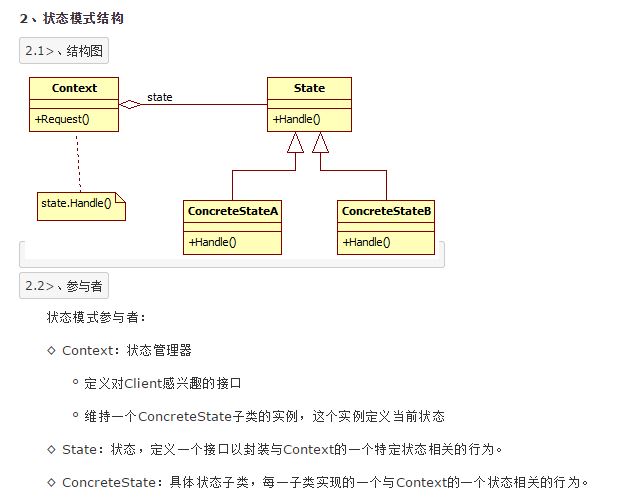 2、状态模式结构
2.1>、结构图
Context
+Request()
state
State
+Handle()
state.Handle()
ConcreteStateA
+Handle()
ConcreteStateB
+Handle()
2.2>、参与者
状态模式参与者：
◇ Context：状态管理器
° 定义对Client感兴趣的接口
° 维持一个ConcreteState子类的实例，这个实例定义当前状态
◇ State：状态，定义一个接口以封装与Context的一个特定状态相关的行为。
◇ ConcreteState：具体状态子类，每一子类实现的一个与Context的一个状态相关的行为。